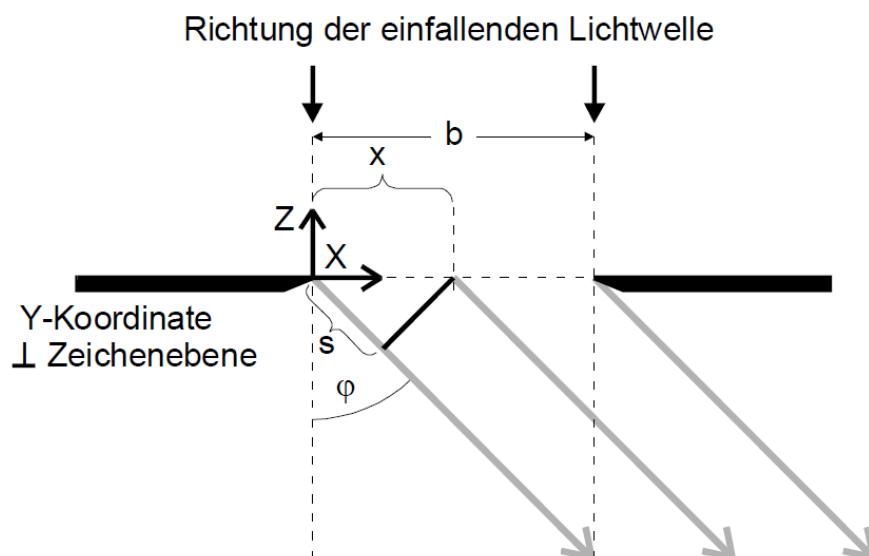 Richtung der einfallenden Lichtwelle
b
x
Z
X
Y-Koordinate
⊥ Zeichenebene
s
φ